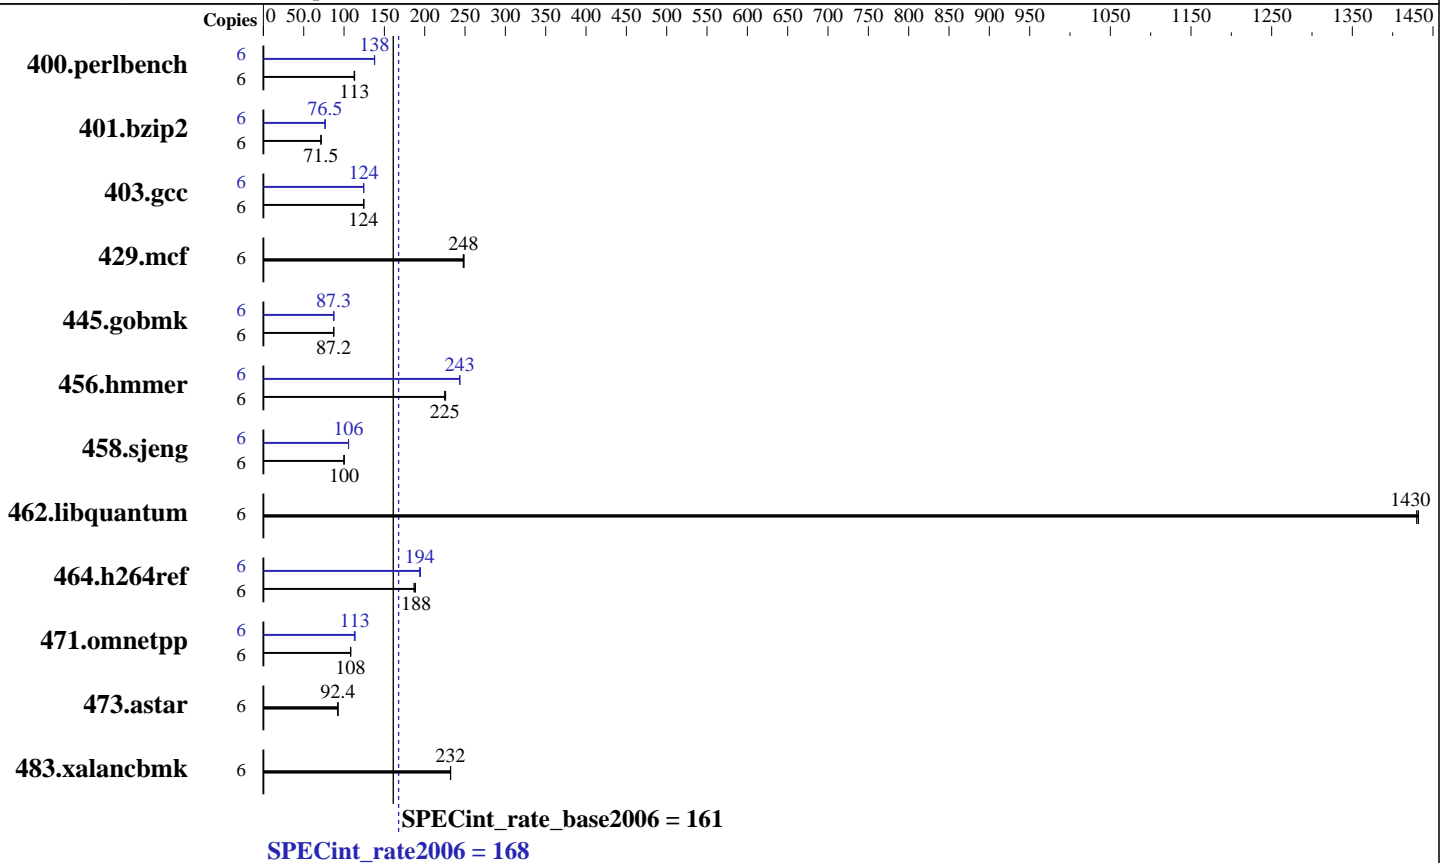 Copies 0 50.0 100 150 200 250 300 350 400 450 500 550 600 650 700 750 800 850 900 950 1050 1150 1250 1350 1450
400.perlbench 6 138
6 113
401.bzip2 6 76.5
6 71.5
403.gcc 6 124
6 124
429.mcf 6 248
445.gobmk 6 87.3
6 87.2
456.hmmer 6 243
6 225
458.sjeng 6 106
6 100
462.libquantum 6 1430
464.h264ref 6 194
6 188
471.omnetpp 6 113
6 108
473.astar 6 92.4
483.xalancbmk 6 232
SPECint_rate_base2006 = 161
SPECint_rate2006 = 168